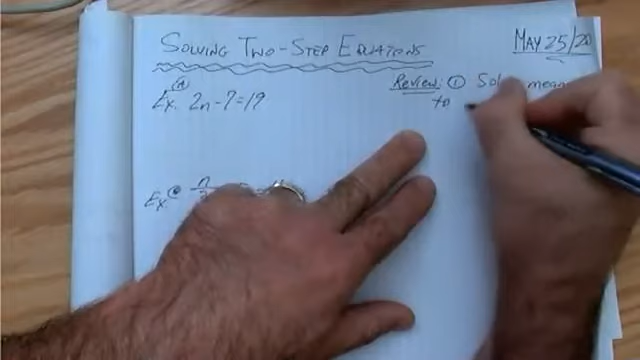 SOLVING TWO-STEP EQUATIONS
MAY 25/20
Review: ① Solve means
to
Ex. Ⓐ 2n - 7 = 19
Ex Ⓑ n